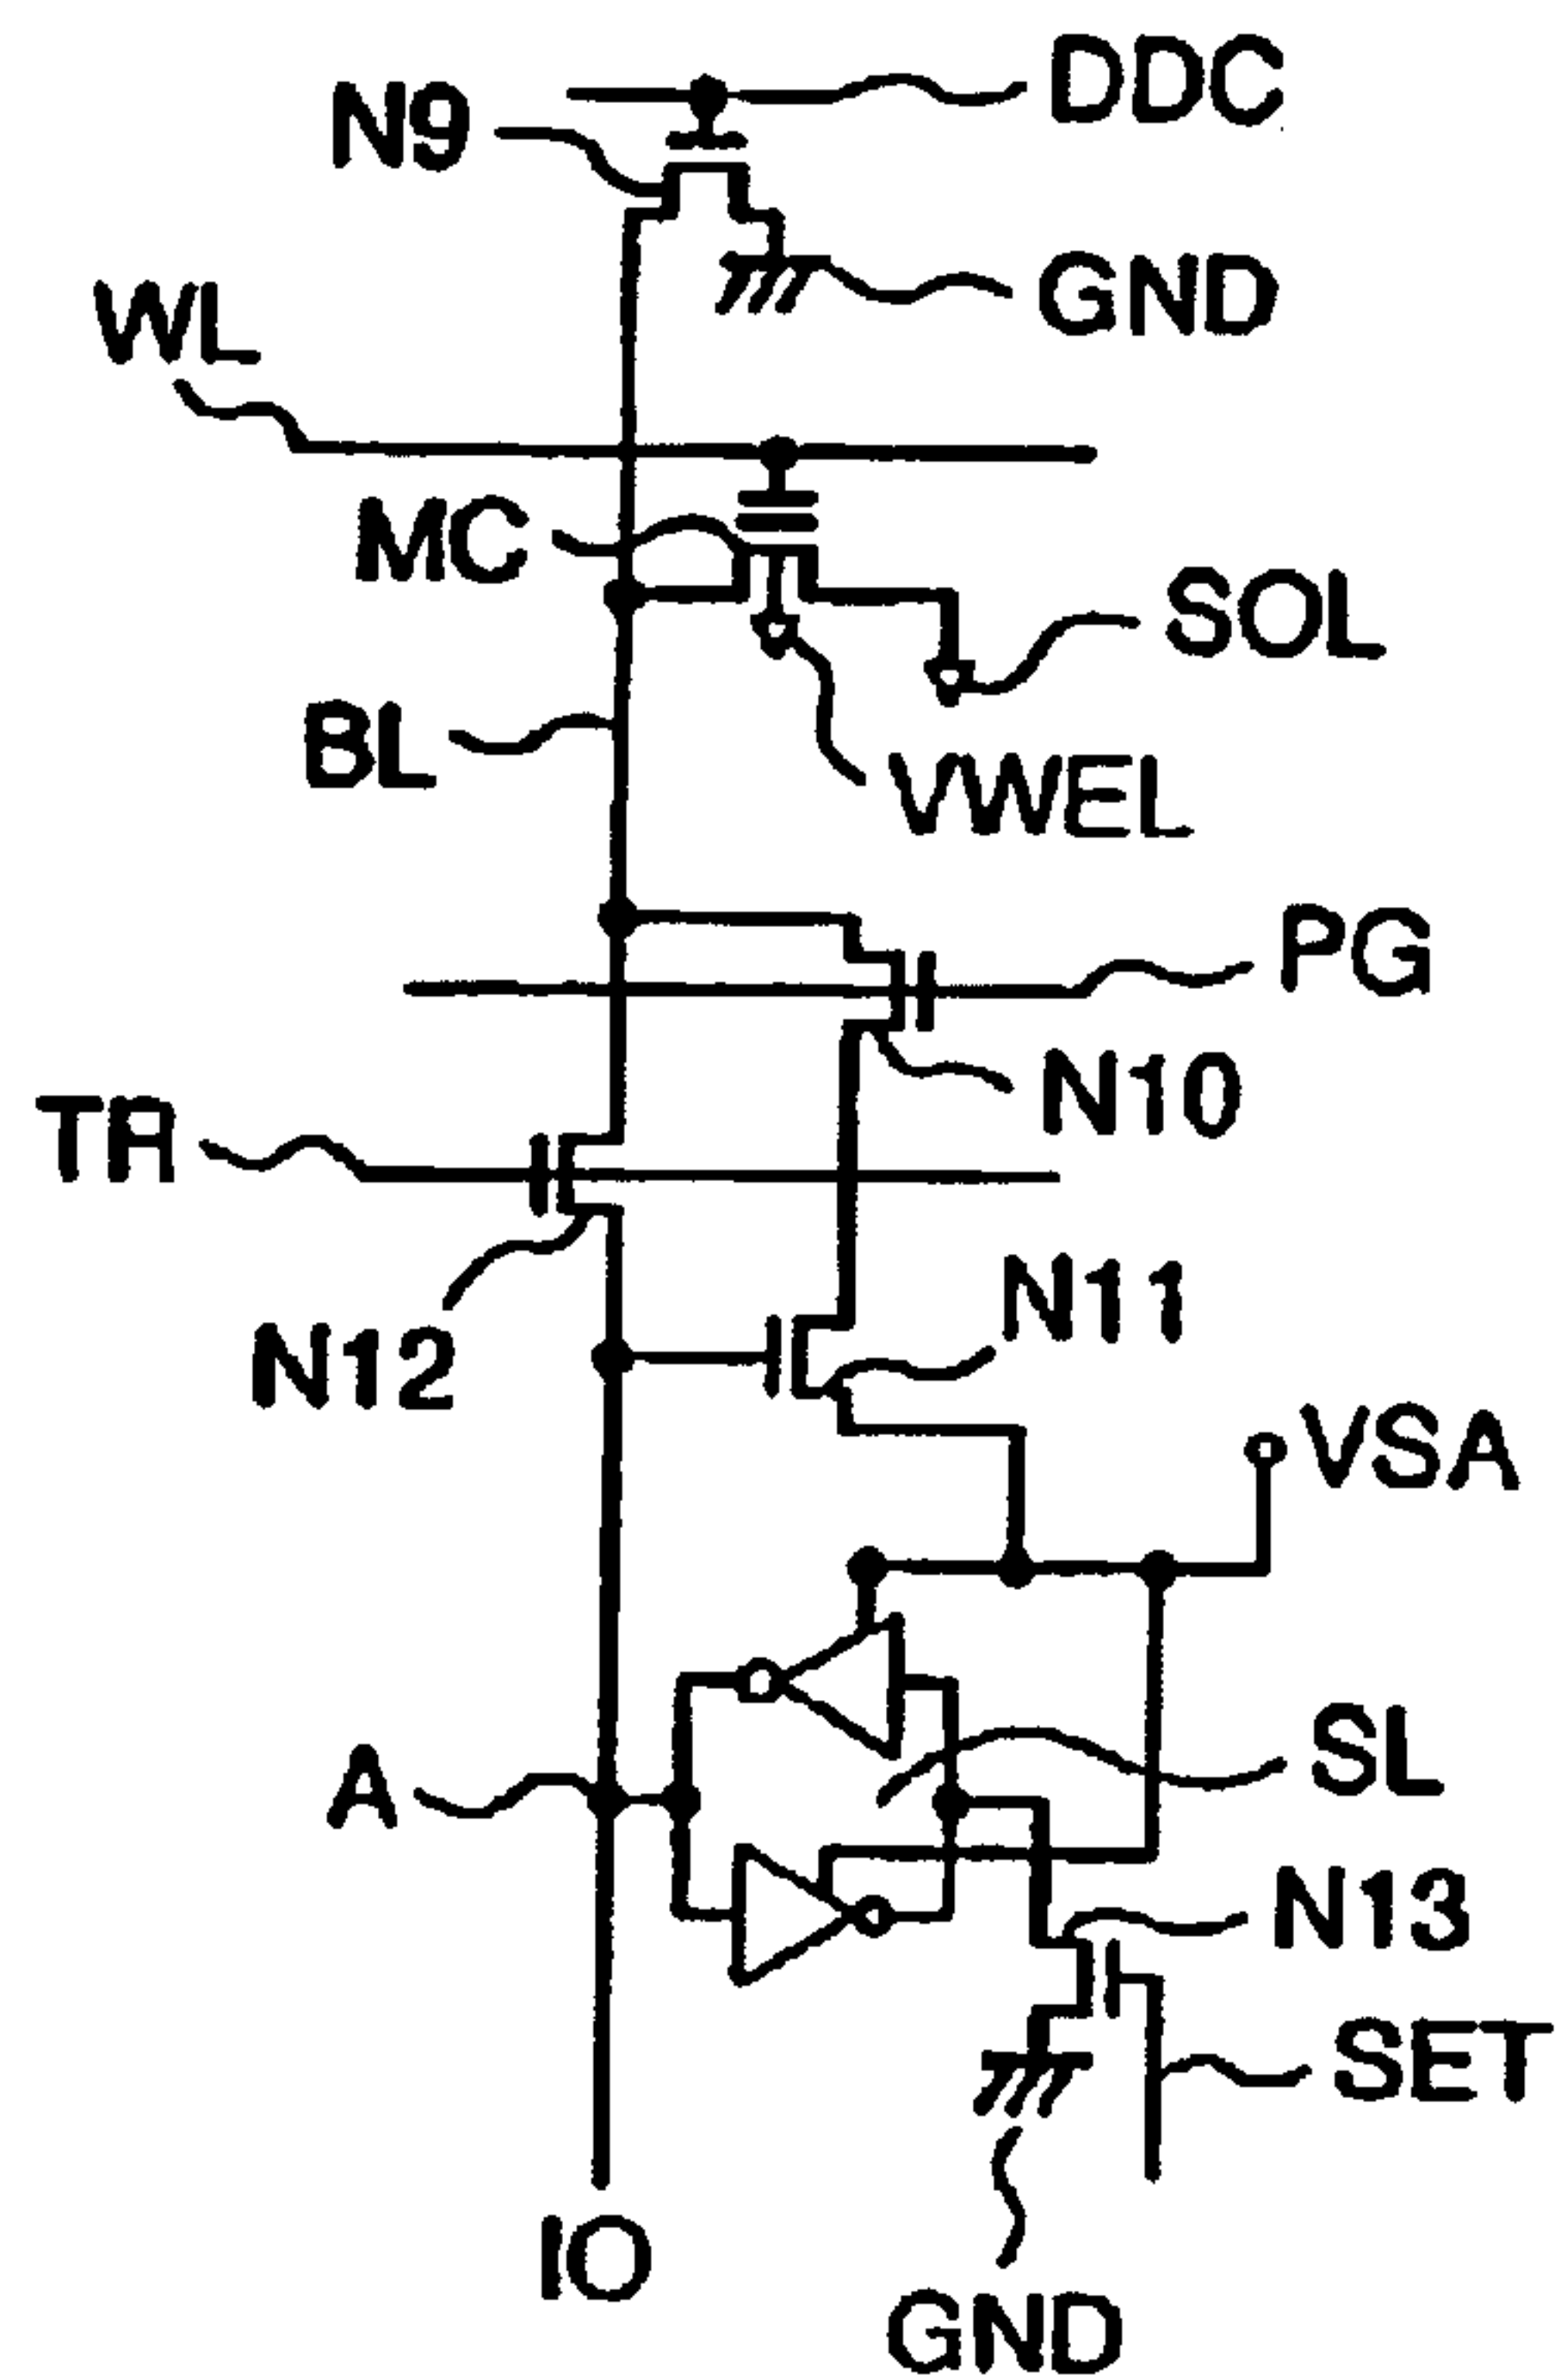 DDC
N9
GND
WL
MC
SOL
BL
VWEL
PG
N10
TR
N11
N12
VSA
SL
A
N13
SET
IO
GND